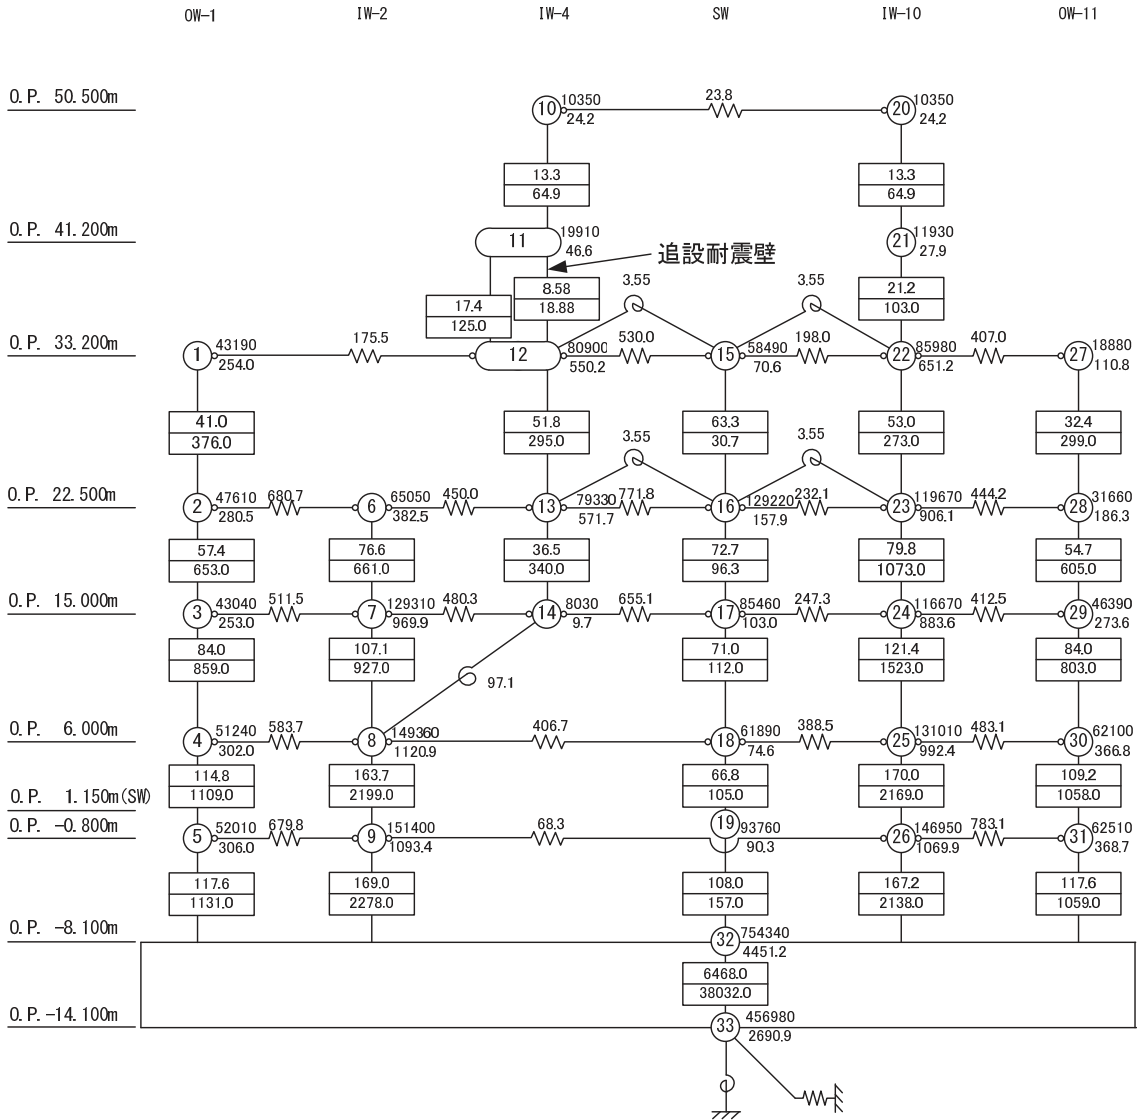 OW-1 IW-2 IW-4 SW IW-10 OW-11
O.P. 50.500m 10 10350 23.8 20 10350
24.2 24.2
13.3 13.3
64.9 64.9
O.P. 41.200m 11 19910 21 11930
46.6 27.9
追設耐震壁
8.58 3.55 3.55 21.2
17.4 18.88 103.0
125.0
O.P. 33.200m 1 43190 175.5 12 80900 530.0 15 58490 198.0 22 85980 407.0 27 18880
254.0 550.2 70.6 651.2 110.8
41.0 51.8 63.3 53.0 32.4
376.0 295.0 30.7 273.0 299.0
3.55 3.55
O.P. 22.500m 2 47610 680.7 6 65050 450.0 13 79330 771.8 16 129220 232.1 23 119670 444.2 28 31660
280.5 382.5 571.7 157.9 906.1 186.3
57.4 76.6 36.5 72.7 79.8 54.7
653.0 661.0 340.0 96.3 1073.0 605.0
O.P. 15.000m 3 43040 511.5 7 129310 480.3 14 8030 655.1 17 85460 247.3 24 116670 412.5 29 46390
253.0 969.9 9.7 103.0 883.6 273.6
84.0 107.1 71.0 121.4 84.0
859.0 927.0 112.0 1523.0 803.0
97.1
O.P. 6.000m 4 51240 583.7 8 149360 406.7 18 61890 388.5 25 131010 483.1 30 62100
302.0 1120.9 74.6 992.4 366.8
114.8 163.7 66.8 170.0 109.2
1109.0 2199.0 105.0 2169.0 1058.0
O.P. 1.150m(SW)
O.P. -0.800m 5 52010 679.8 9 151400 68.3 19 93760 26 146950 783.1 31 62510
306.0 1093.4 90.3 1069.9 368.7
117.6 169.0 108.0 167.2 117.6
1131.0 2278.0 157.0 2138.0 1059.0
O.P. -8.100m 32 754340
4451.2
6468.0
38032.0
O.P.-14.100m 33 456980
2690.9